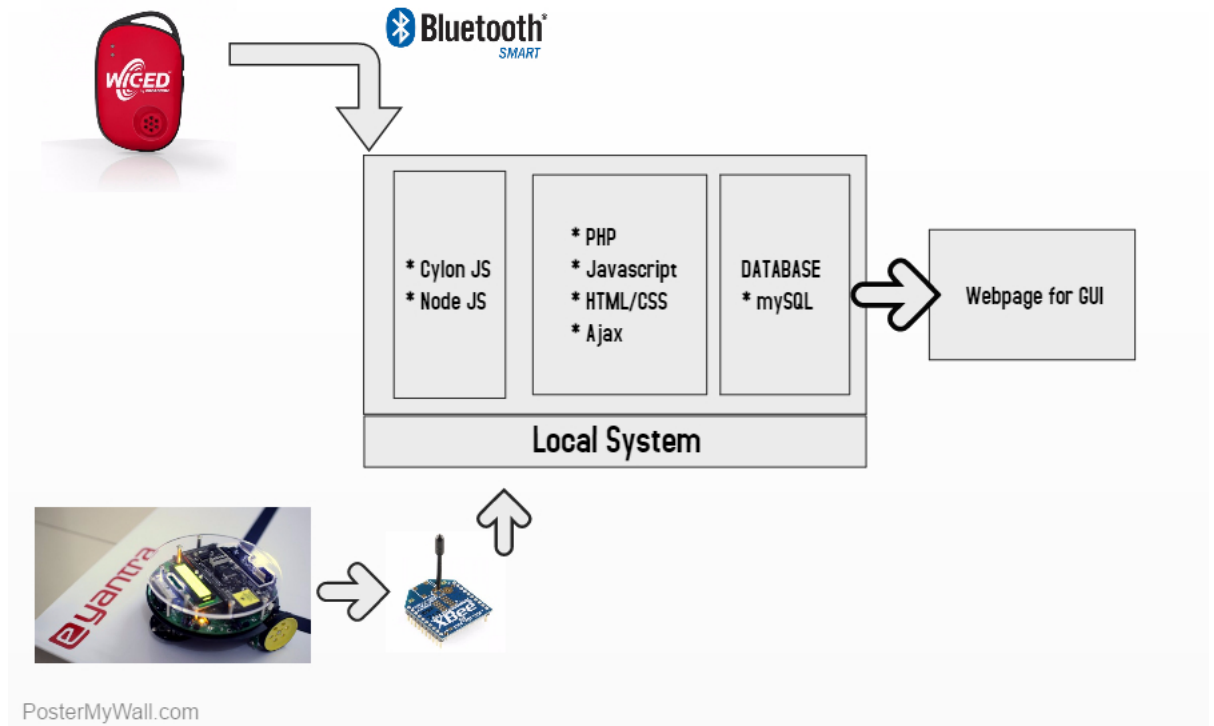 Bluetooth®
SMART
WICED
* Cylon JS
* Node JS
* PHP
* Javascript
* HTML/CSS
* Ajax
DATABASE
* mySQL
Webpage for GUI
Local System
eyantra
XBee
PosterMyWall.com